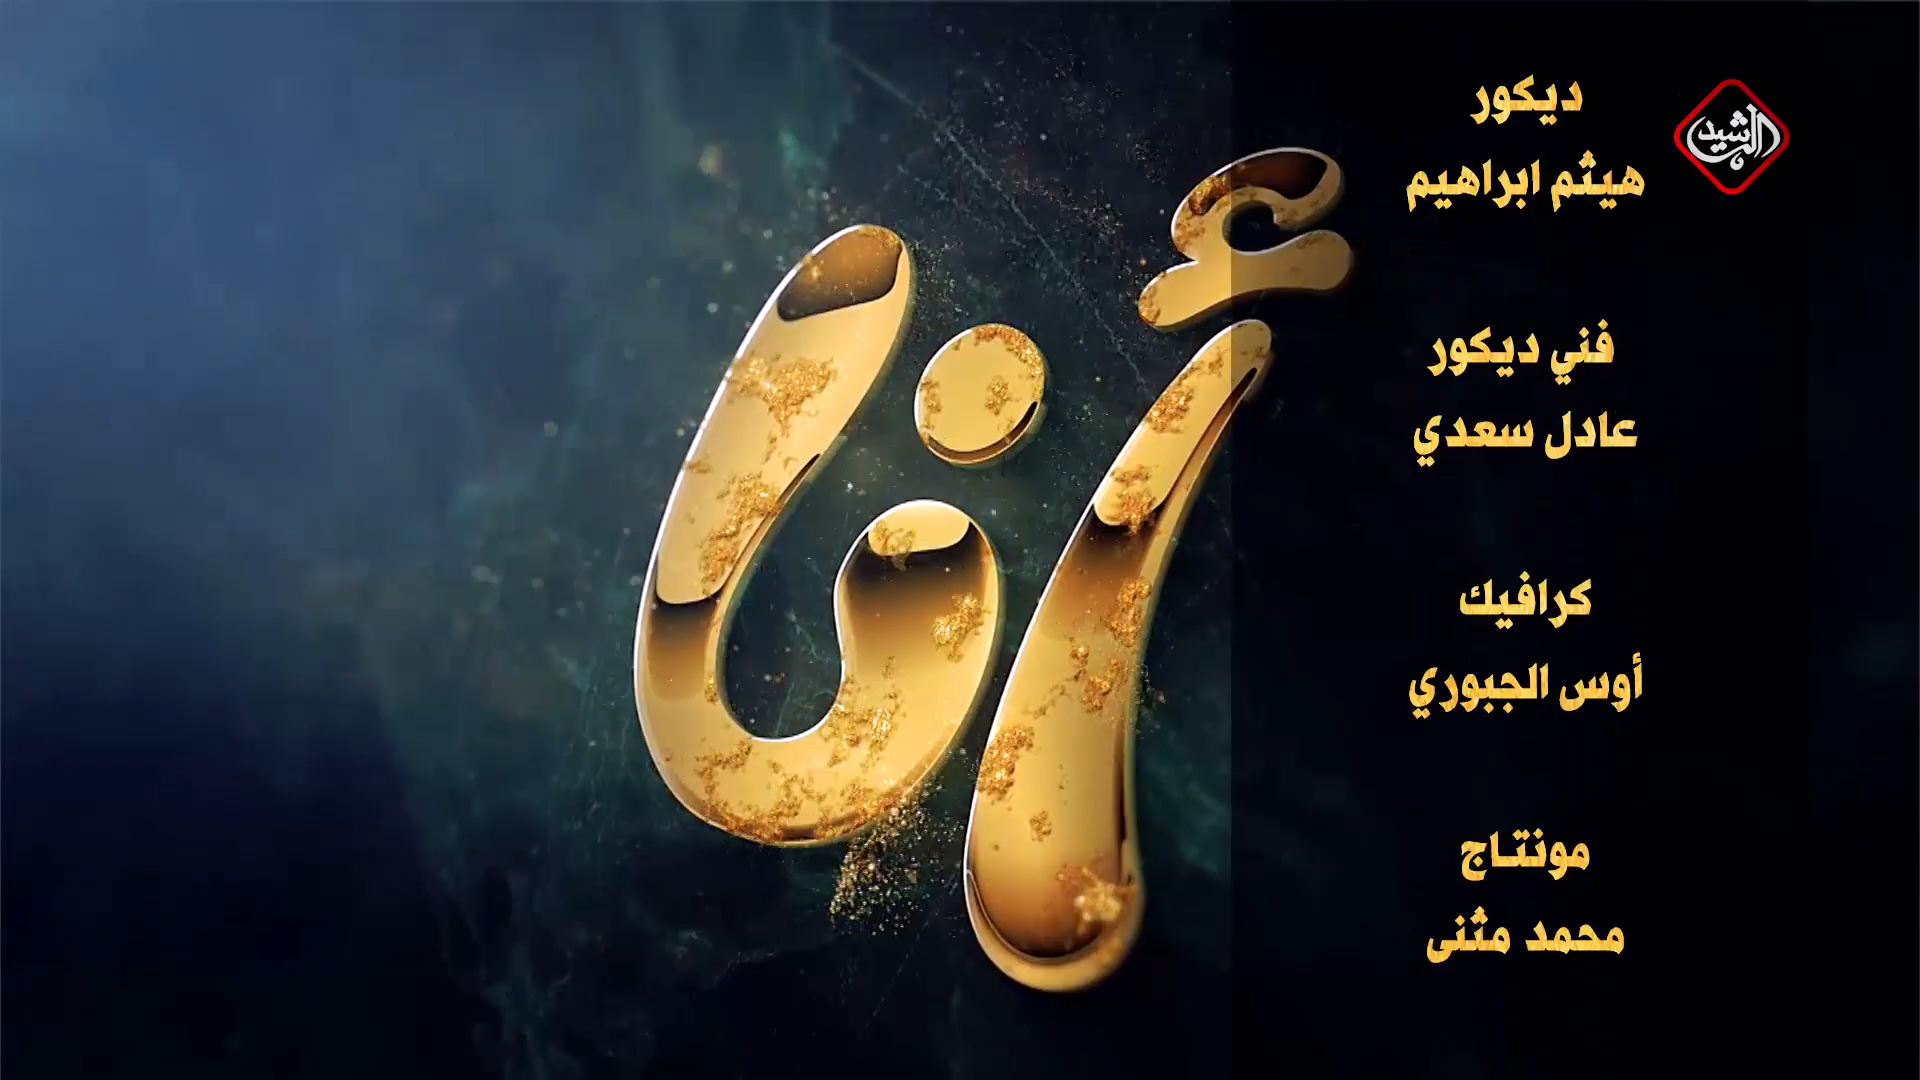 أنا
الرشيد
ديكور
هيثم ابراهيم
فني ديكور
عادل سعدي
كرافيك
أوس الجبوري
مونتاج
محمد مثنى